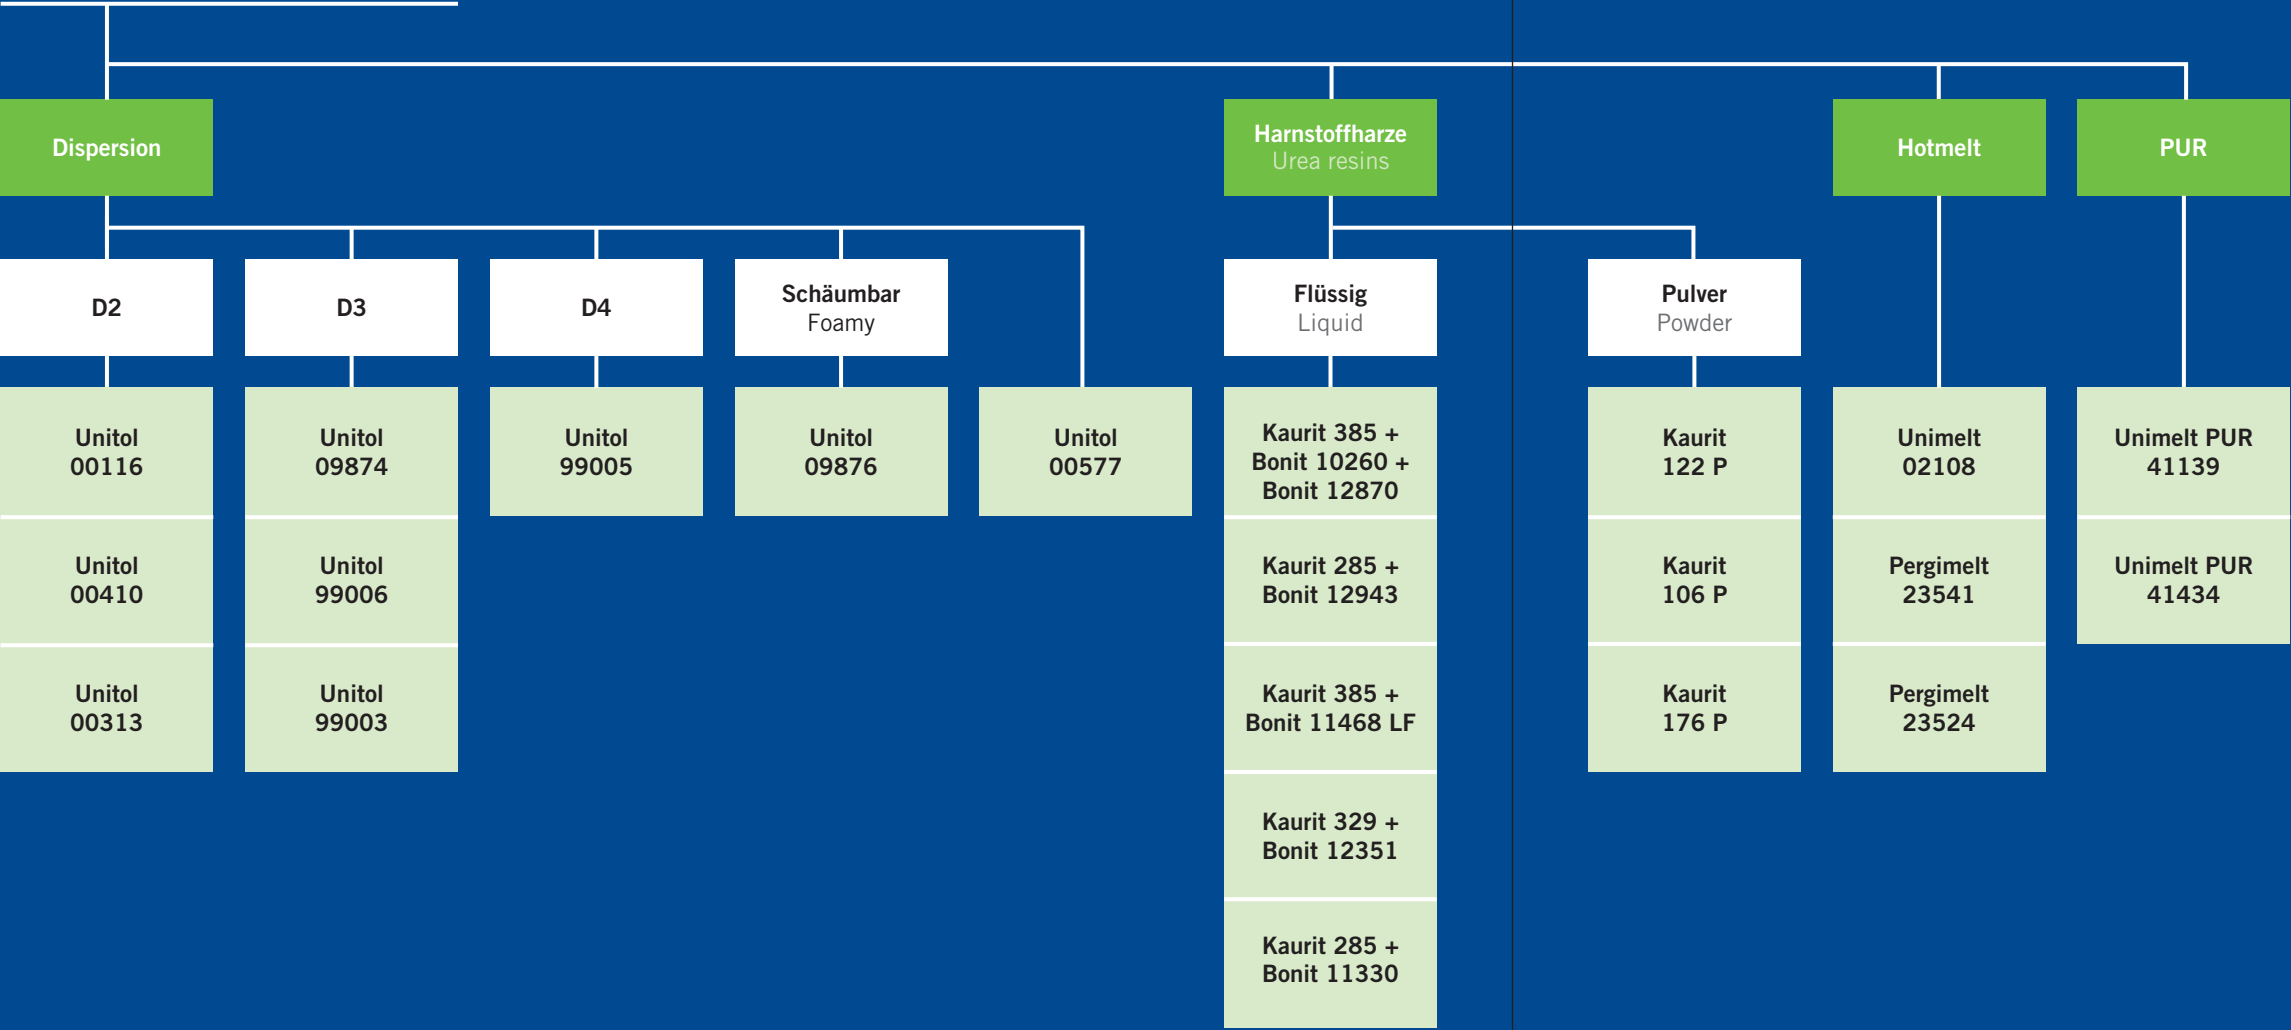 Dispersion
Harnstoffharze
Urea resins
Hotmelt
PUR
D2
D3
D4
Schäumbar
Foamy
Flüssig
Liquid
Pulver
Powder
Unitol
00116
Unitol
00410
Unitol
00313
Unitol
09874
Unitol
99006
Unitol
99003
Unitol
99005
Unitol
09876
Unitol
00577
Kaurit 385 +
Bonit 10260 +
Bonit 12870
Kaurit 285 +
Bonit 12943
Kaurit 385 +
Bonit 11468 LF
Kaurit 329 +
Bonit 12351
Kaurit 285 +
Bonit 11330
Kaurit
122 P
Kaurit
106 P
Kaurit
176 P
Unimelt
02108
Pergimelt
23541
Pergimelt
23524
Unimelt PUR
41139
Unimelt PUR
41434